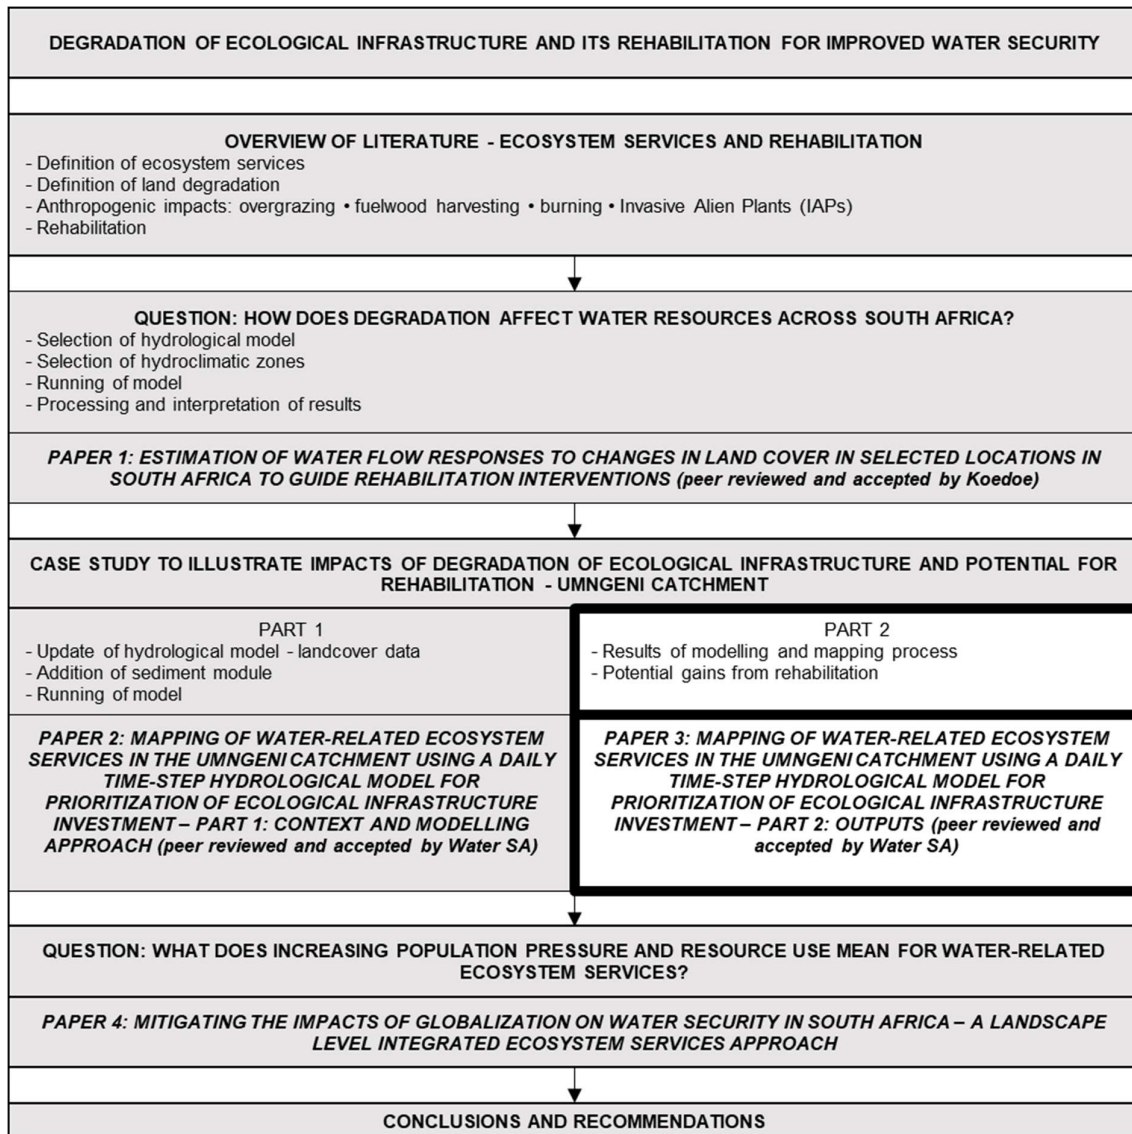 DEGRADATION OF ECOLOGICAL INFRASTRUCTURE AND ITS REHABILITATION FOR IMPROVED WATER SECURITY
OVERVIEW OF LITERATURE - ECOSYSTEM SERVICES AND REHABILITATION
- Definition of ecosystem services
- Definition of land degradation
- Anthropogenic impacts: overgrazing • fuelwood harvesting • burning • Invasive Alien Plants (IAPs)
- Rehabilitation
QUESTION: HOW DOES DEGRADATION AFFECT WATER RESOURCES ACROSS SOUTH AFRICA?
- Selection of hydrological model
- Selection of hydroclimatic zones
- Running of model
- Processing and interpretation of results
PAPER 1: ESTIMATION OF WATER FLOW RESPONSES TO CHANGES IN LAND COVER IN SELECTED LOCATIONS IN
SOUTH AFRICA TO GUIDE REHABILITATION INTERVENTIONS (peer reviewed and accepted by Koedoe)
CASE STUDY TO ILLUSTRATE IMPACTS OF DEGRADATION OF ECOLOGICAL INFRASTRUCTURE AND POTENTIAL FOR
REHABILITATION - UMNGENI CATCHMENT
PART 1
- Update of hydrological model - landcover data
- Addition of sediment module
- Running of model
PAPER 2: MAPPING OF WATER-RELATED ECOSYSTEM
SERVICES IN THE UMNGENI CATCHMENT USING A DAILY
TIME-STEP HYDROLOGICAL MODEL FOR
PRIORITIZATION OF ECOLOGICAL INFRASTRUCTURE
INVESTMENT – PART 1: CONTEXT AND MODELLING
APPROACH (peer reviewed and accepted by Water SA)
PART 2
- Results of modelling and mapping process
- Potential gains from rehabilitation
PAPER 3: MAPPING OF WATER-RELATED ECOSYSTEM
SERVICES IN THE UMNGENI CATCHMENT USING A DAILY
TIME-STEP HYDROLOGICAL MODEL FOR
PRIORITIZATION OF ECOLOGICAL INFRASTRUCTURE
INVESTMENT – PART 2: OUTPUTS (peer reviewed and
accepted by Water SA)
QUESTION: WHAT DOES INCREASING POPULATION PRESSURE AND RESOURCE USE MEAN FOR WATER-RELATED
ECOSYSTEM SERVICES?
PAPER 4: MITIGATING THE IMPACTS OF GLOBALIZATION ON WATER SECURITY IN SOUTH AFRICA – A LANDSCAPE
LEVEL INTEGRATED ECOSYSTEM SERVICES APPROACH
CONCLUSIONS AND RECOMMENDATIONS